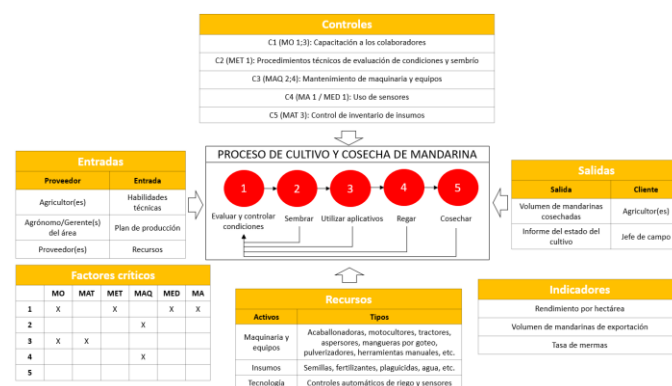 Controles
C1 (MO 1;3): Capacitación a los colaboradores
C2 (MET 1): Procedimientos técnicos de evaluación de condiciones y sembrío
C3 (MAQ 2;4): Mantenimiento de maquinaria y equipos
C4 (MA 1 / MED 1): Uso de sensores
C5 (MAT 3): Control de inventario de insumos
Entradas
Proveedor Entrada
Agricultor(es) Habilidades técnicas
Agrónomo/Gerente(s) del área Plan de producción
Proveedor(es) Recursos
PROCESO DE CULTIVO Y COSECHA DE MANDARINA
1 2 3 4 5
Evaluar y controlar condiciones Sembrar Utilizar aplicativos Regar Cosechar
Salidas
Salida Cliente
Volumen de mandarinas cosechadas Agricultor(es)
Informe del estado del cultivo Jefe de campo
Factores críticos
MO MAT MET MAQ MED MA
1 X X X X
2 X
3 X X
4 X
5
Recursos
Activos Tipos
Maquinaria y equipos Acaballonadoras, motocultores, tractores, aspersores, mangueras por goteo, pulverizadores, herramientas manuales, etc.
Insumos Semillas, fertilizantes, plaguicidas, agua, etc.
Tecnología Controles automáticos de riego y sensores
Indicadores
Rendimiento por hectárea
Volumen de mandarinas de exportación
Tasa de mermas